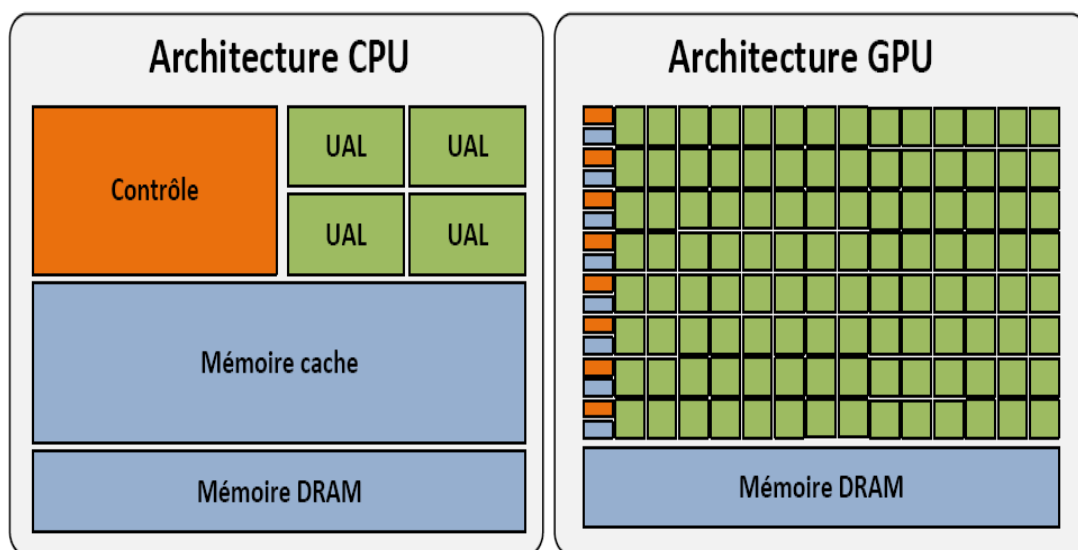 Architecture CPU
Contrôle
UAL
UAL
UAL
UAL
Mémoire cache
Mémoire DRAM
Architecture GPU
Mémoire DRAM